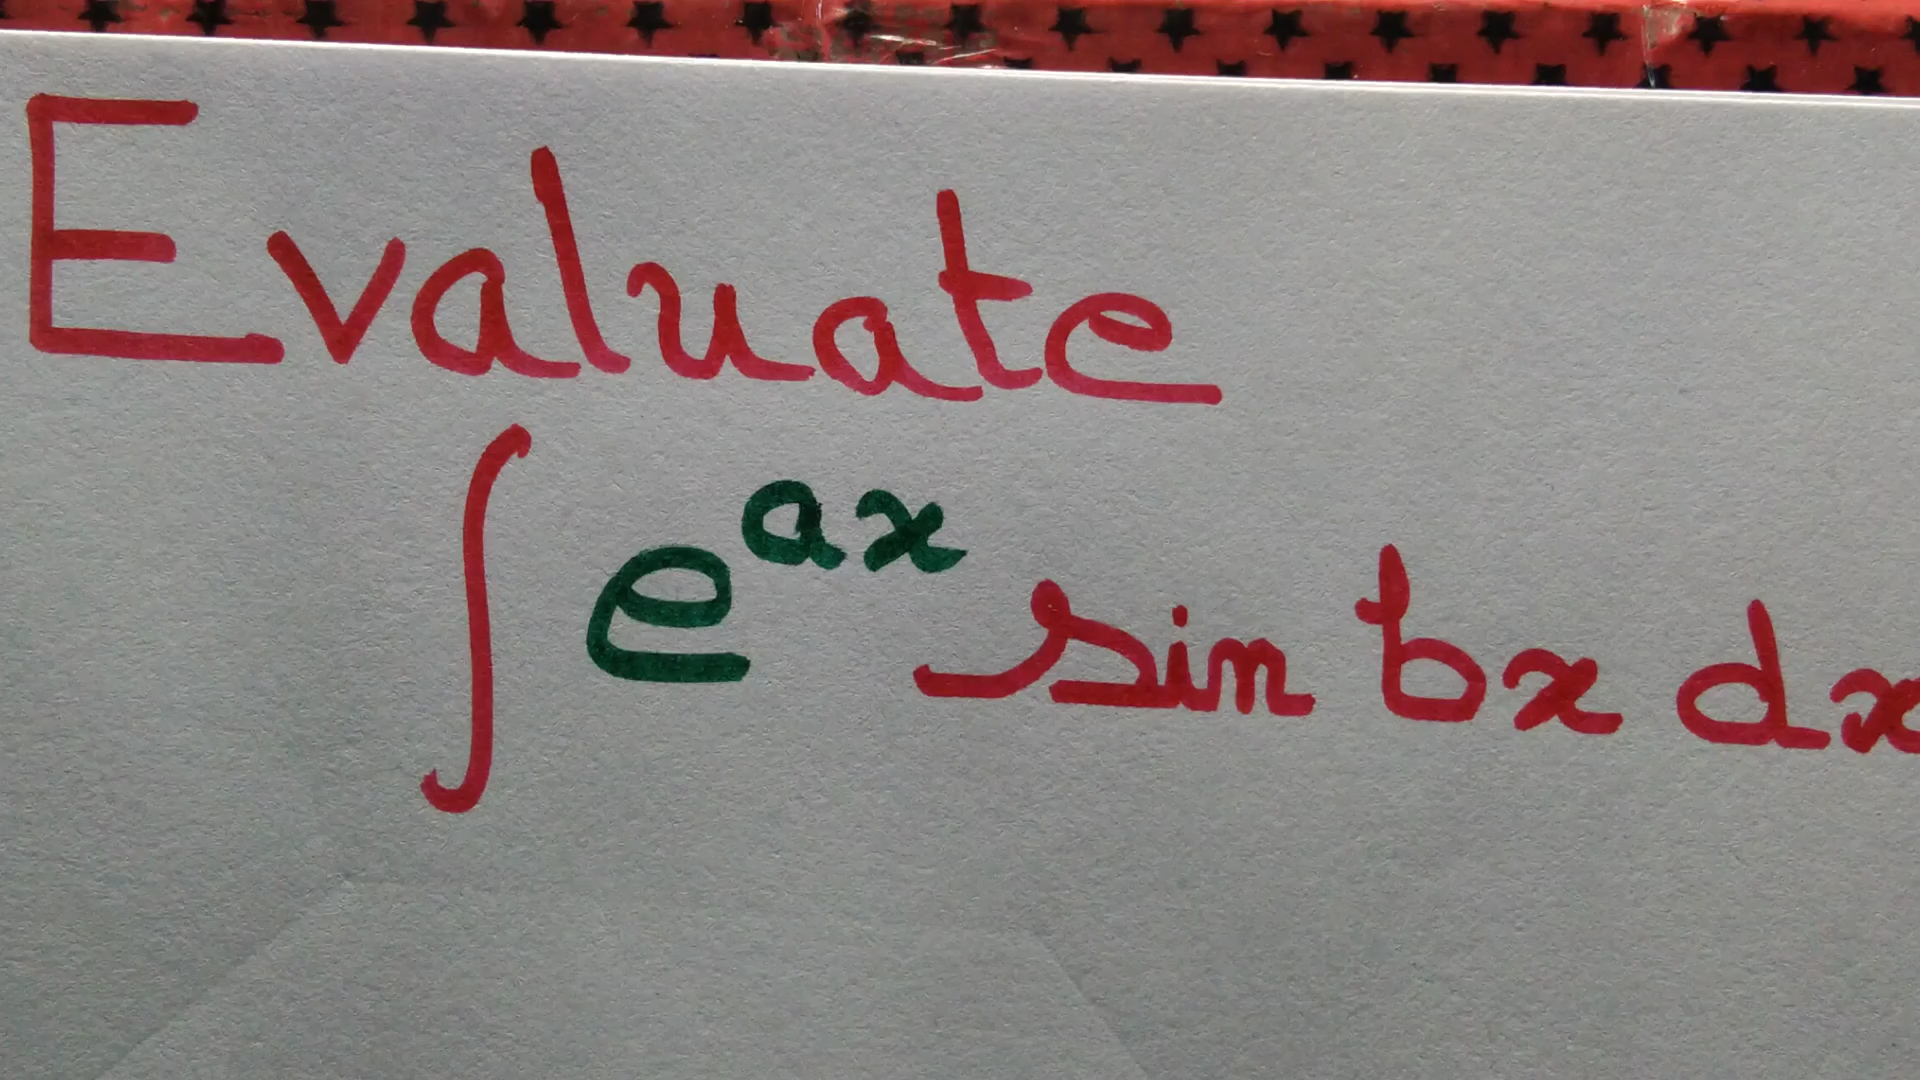 Evaluate
∫ e^{ax} sin bx dx